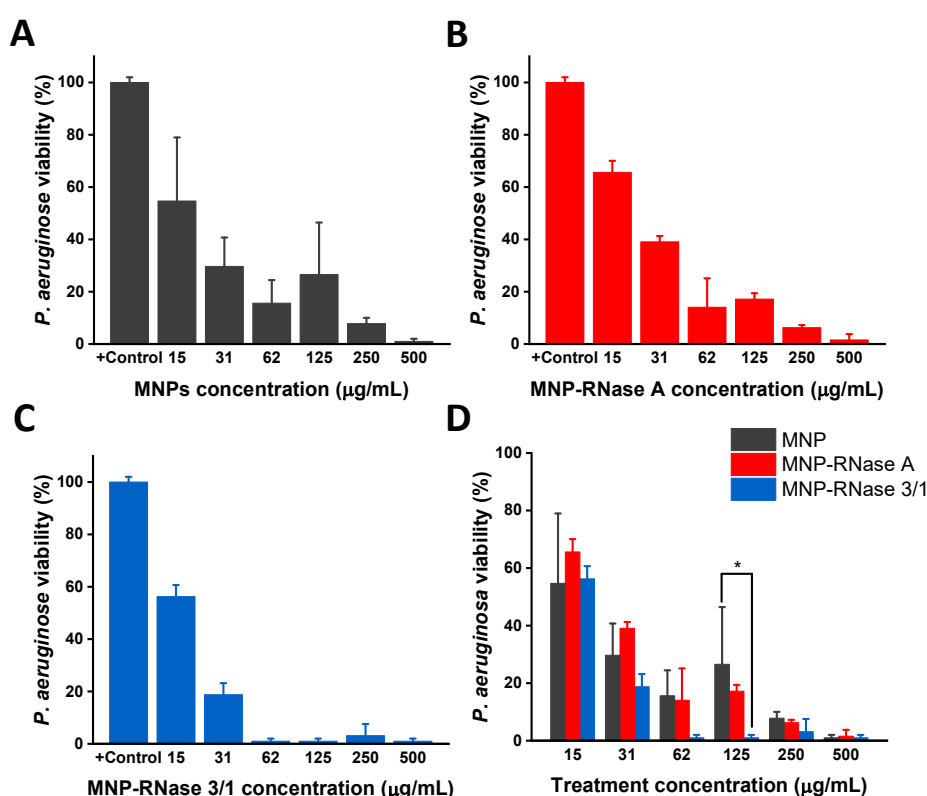 A
P. aeruginose viability (%)
100
80
60
40
20
0
+Control 15 31 62 125 250 500
MNPs concentration (μg/mL)
B
P. aeruginose viability (%)
100
80
60
40
20
0
+Control 15 31 62 125 250 500
MNP-RNase A concentration (μg/mL)
C
P. aeruginose viability (%)
100
80
60
40
20
0
+Control 15 31 62 125 250 500
MNP-RNase 3/1 concentration (μg/mL)
D
MNP
MNP-RNase A
MNP-RNase 3/1
P. aeruginosa viability (%)
100
80
60
40
20
0
*
15 31 62 125 250 500
Treatment concentration (μg/mL)